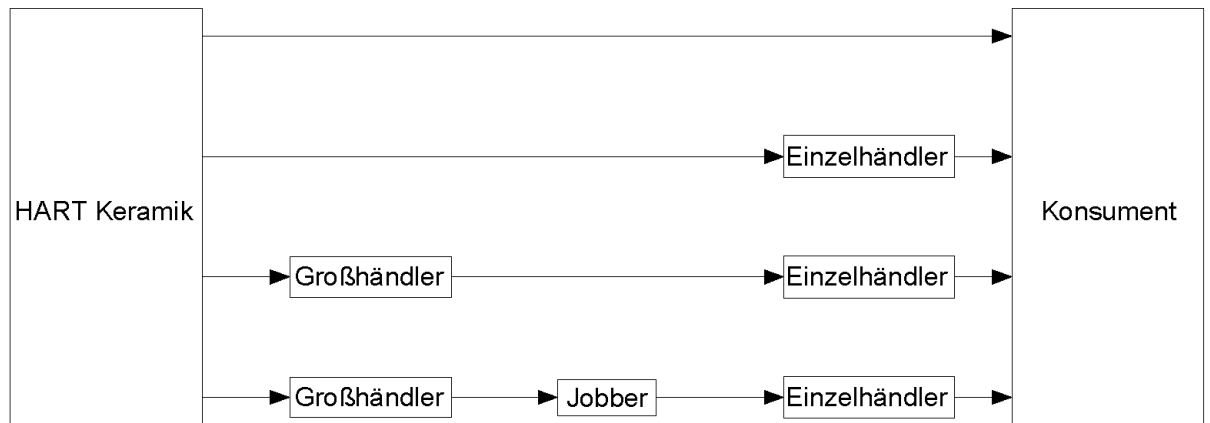 Einzelhändler
HART Keramik
Konsument
Großhändler
Einzelhändler
Großhändler
Jobber
Einzelhändler